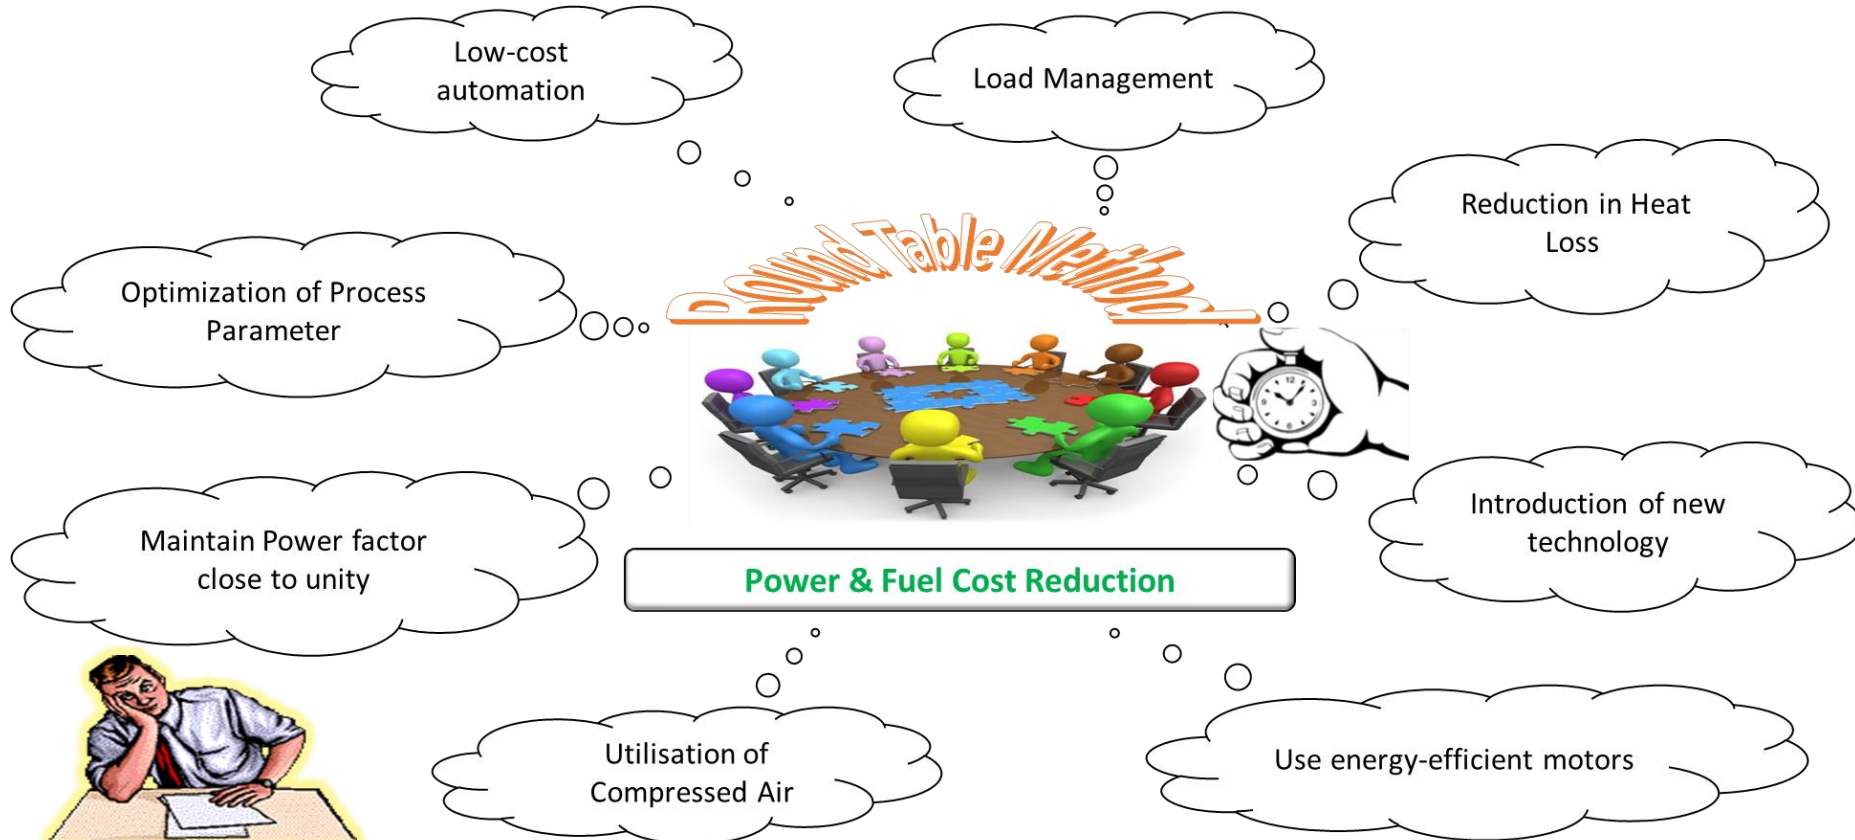 Low-cost
automation
Load Management
Reduction in Heat
Loss
Round Table Method
Optimization of Process
Parameter
Maintain Power factor
close to unity
Introduction of new
technology
Power & Fuel Cost Reduction
Utilisation of
Compressed Air
Use energy-efficient motors